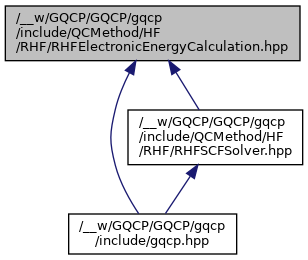 /__w/GQCP/GQCP/gqcp
/include/QCMethod/HF
/RHF/RHFElectronicEnergyCalculation.hpp
/__w/GQCP/GQCP/gqcp
/include/QCMethod/HF
/RHF/RHFSCFSolver.hpp
/__w/GQCP/GQCP/gqcp
/include/gqcp.hpp